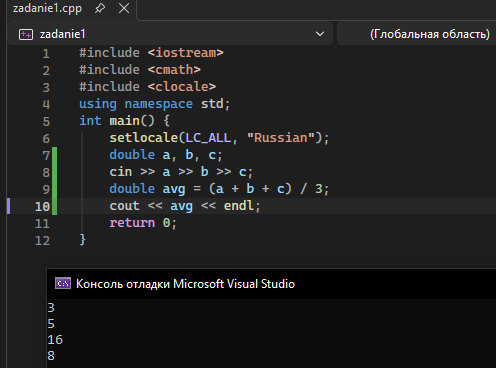 zadanie1.cpp
zadanie1 (Глобальная область)
1 #include <iostream>
2 #include <cmath>
3 #include <clocale>
4 using namespace std;
5 int main() {
6 setlocale(LC_ALL, "Russian");
7 double a, b, c;
8 cin >> a >> b >> c;
9 double avg = (a + b + c) / 3;
10 cout << avg << endl;
11 return 0;
12 }
Консоль отладки Microsoft Visual Studio
3
5
16
8